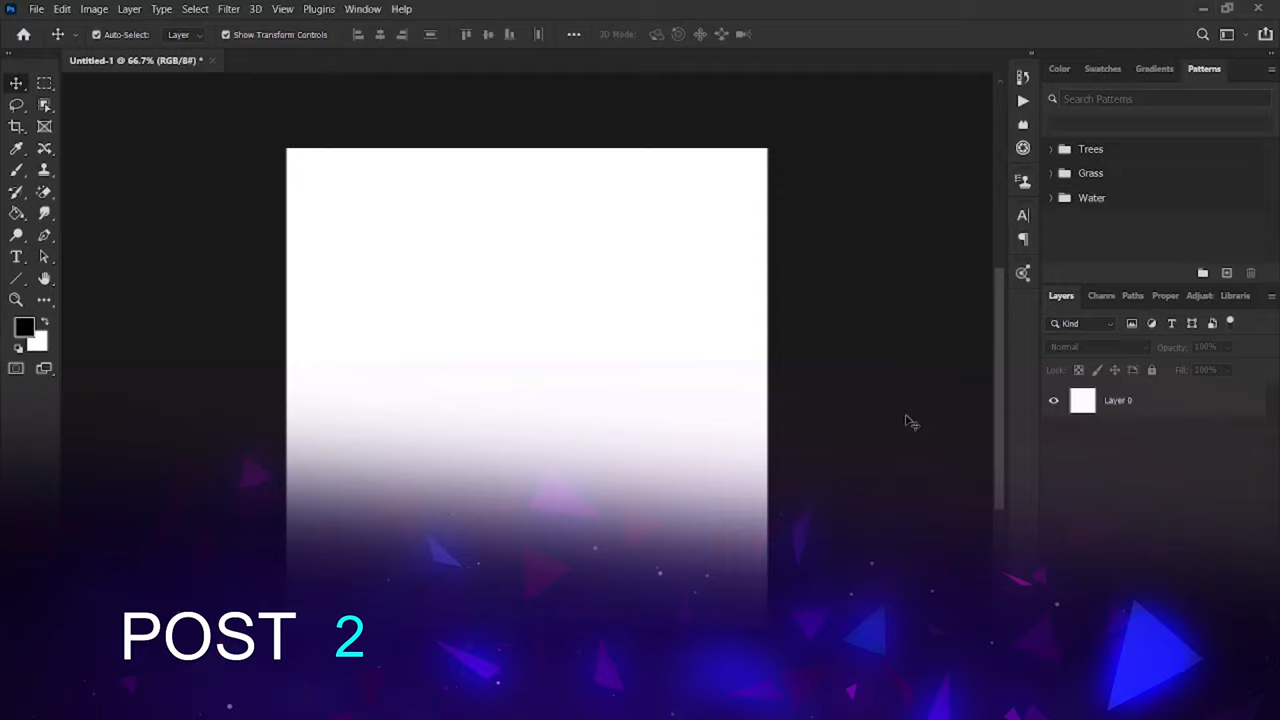 File Edit Image Layer Type Select Filter 3D View Plugins Window Help
Auto-Select: Layer Show Transform Controls 3D Mode:
Untitled-1 @ 66.7% (RGB/8#) *
Color Swatches Gradients Patterns
Search Patterns
Trees
Grass
Water
Layers Channe Paths Proper Adjust Librarie
Kind
Normal Opacity: 100%
Lock: Fill: 100%
Layer 0
POST 2